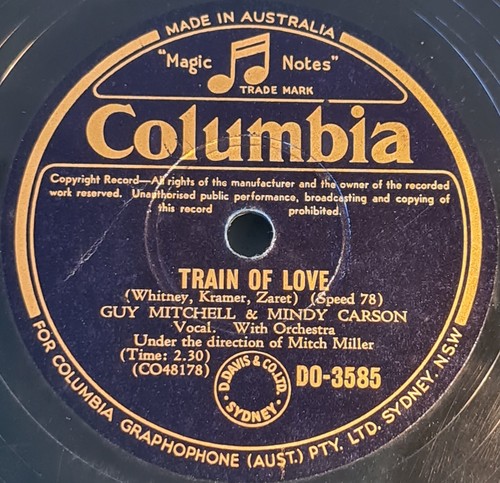 MADE IN AUSTRALIA
"Magic Notes"
TRADE MARK
Columbia
Copyright Record—All rights of the manufacturer and the owner of the recorded
work reserved. Unauthorised public performance, broadcasting and copying of
this record prohibited.
TRAIN OF LOVE
(Whitney, Kramer, Zaret) (Speed 78)
GUY MITCHELL & MINDY CARSON
Vocal. With Orchestra
Under the direction of Mitch Miller
(Time: 2.30)
(CO48178)
D.DAVIS & CO.LTD.
·SYDNEY·
DO-3585
FOR COLUMBIA GRAPHOPHONE (AUST.) PTY. LTD. SYDNEY. N.S.W